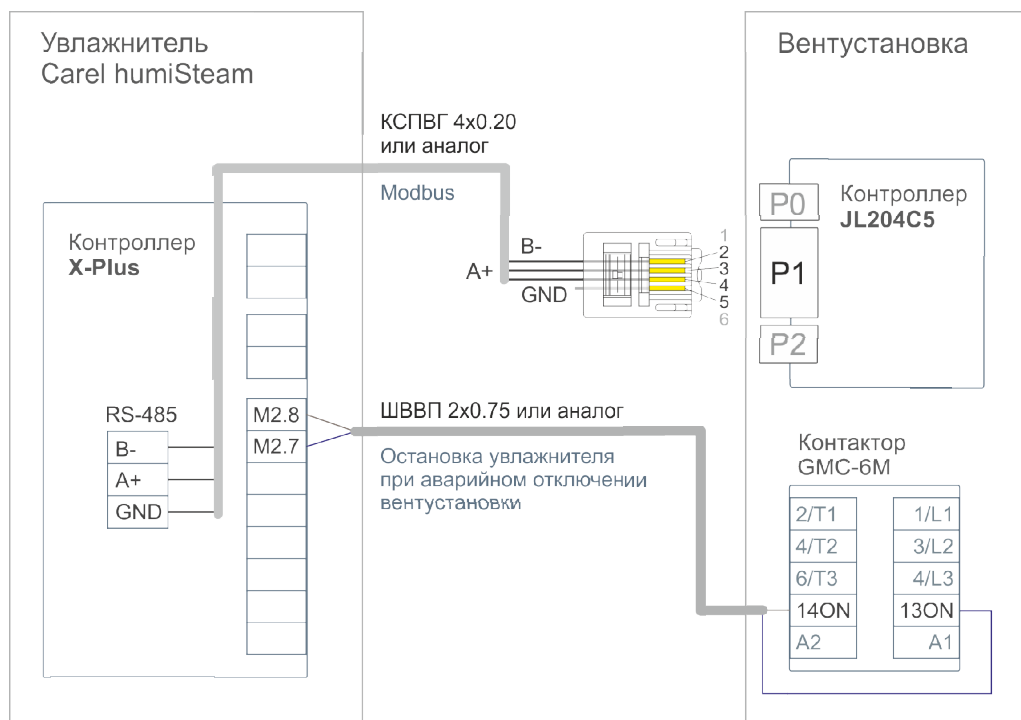 Увлажнитель
Carel humiSteam
Вентустановка
КСПВГ 4x0.20
или аналог
Modbus
Контроллер
X-Plus
Контроллер
JL204C5
P0
P1
P2
B-
A+
GND
1
2
3
4
5
6
RS-485
B-
A+
GND
M2.8
M2.7
ШВВП 2x0.75 или аналог
Остановка увлажнителя
при аварийном отключении
вентустановки
Контактор
GMC-6M
2/T1
1/L1
4/T2
3/L2
6/T3
4/L3
14ON
13ON
A2
A1